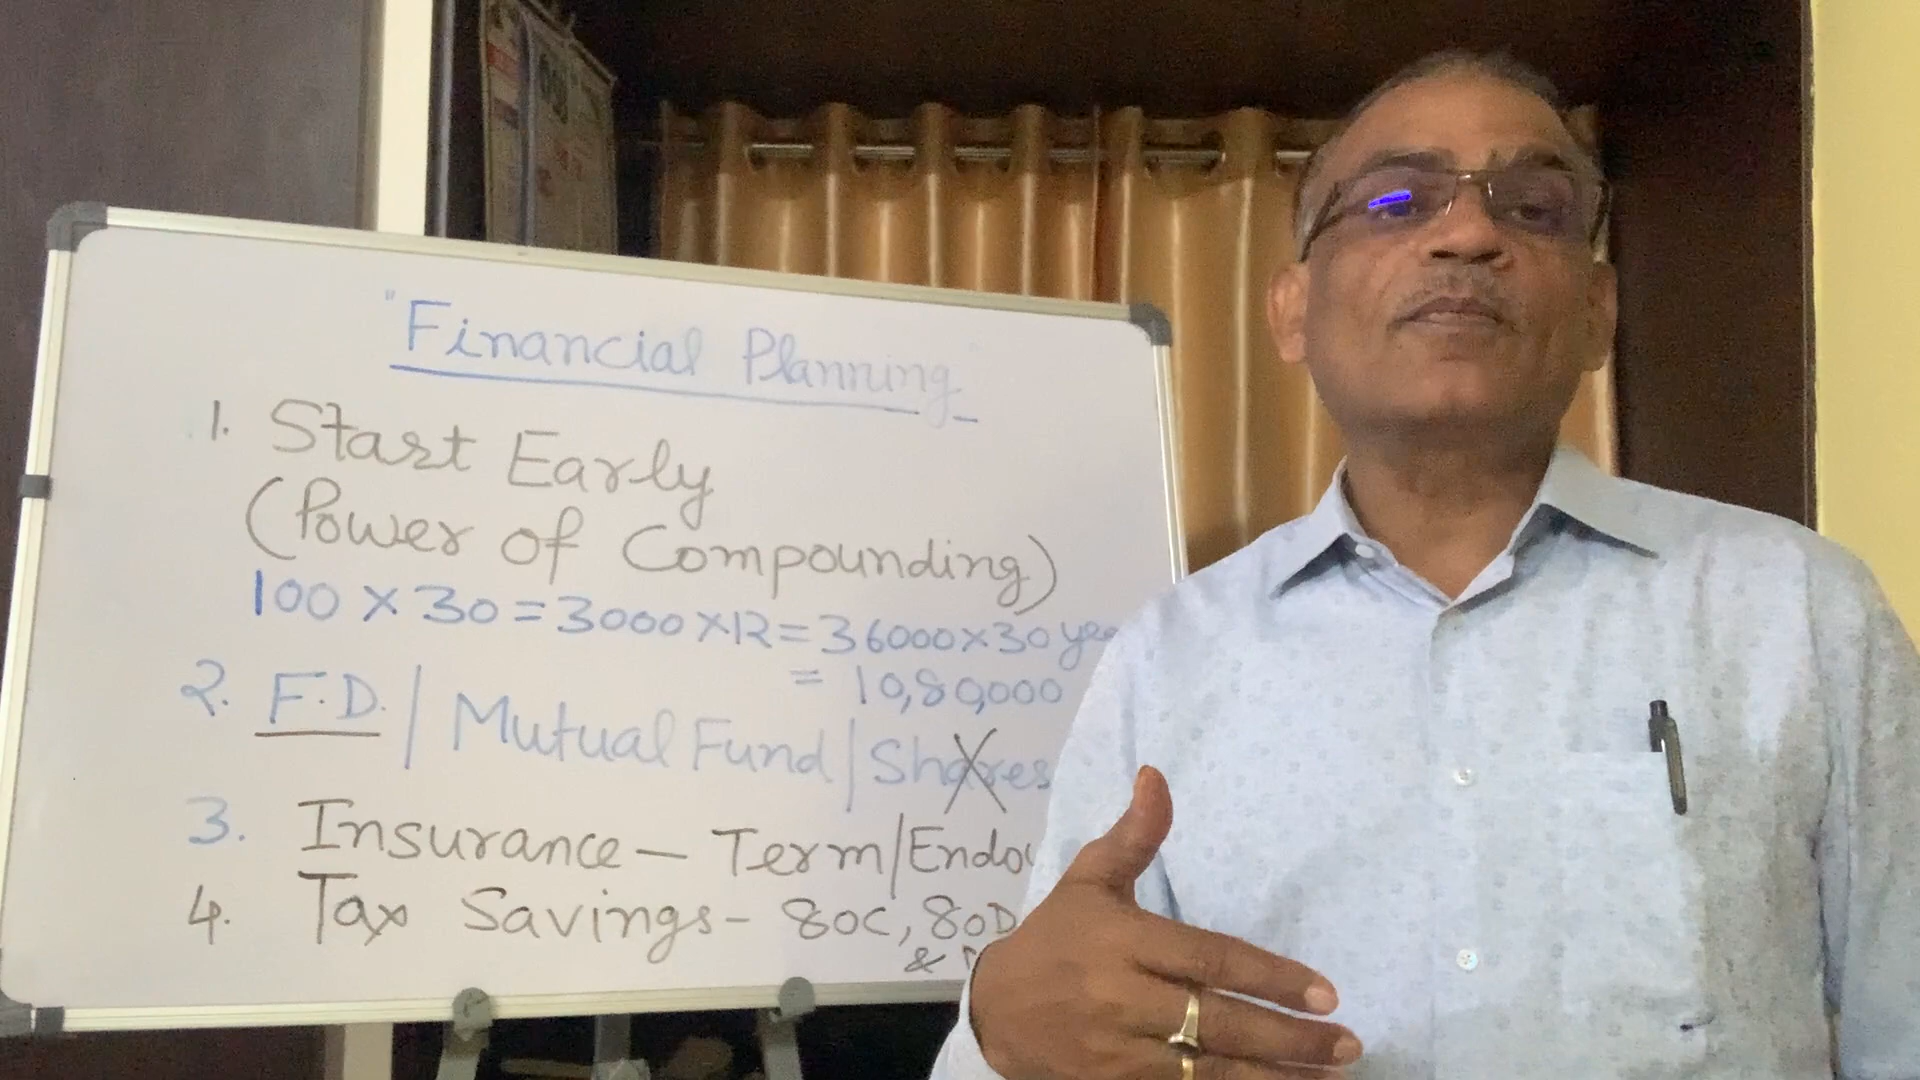 "Financial Planning"
1. Start Early
(Power of Compounding)
100 × 30 = 3000 × 12 = 36000 × 30
= 10,80,000
2. F.D. / Mutual Fund / Shares
3. Insurance – Term/
4. Tax Savings - 80C, 80D
&